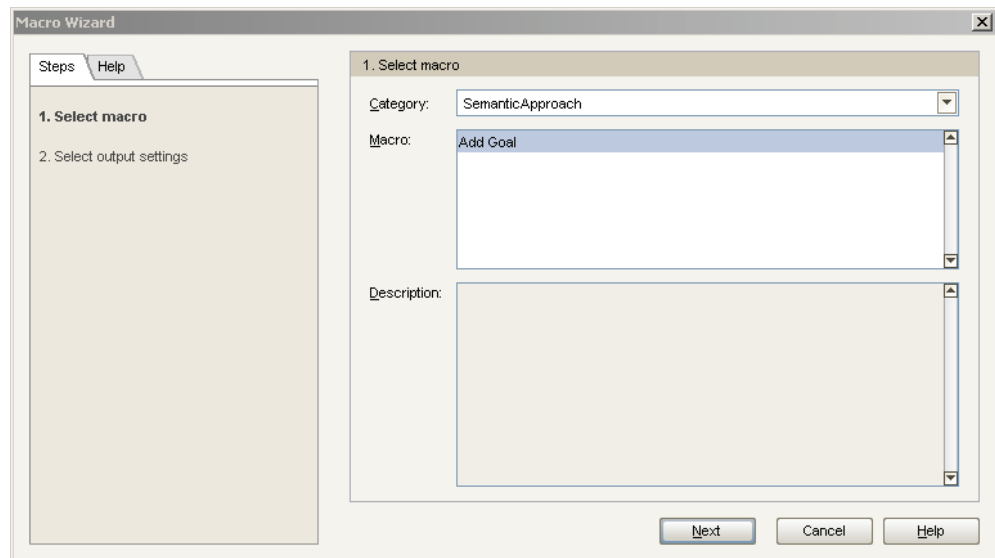 Macro Wizard
Steps
Help
1. Select macro
2. Select output settings
1. Select macro
Category:
SemanticApproach
Macro:
Add Goal
Description:
Next
Cancel
Help